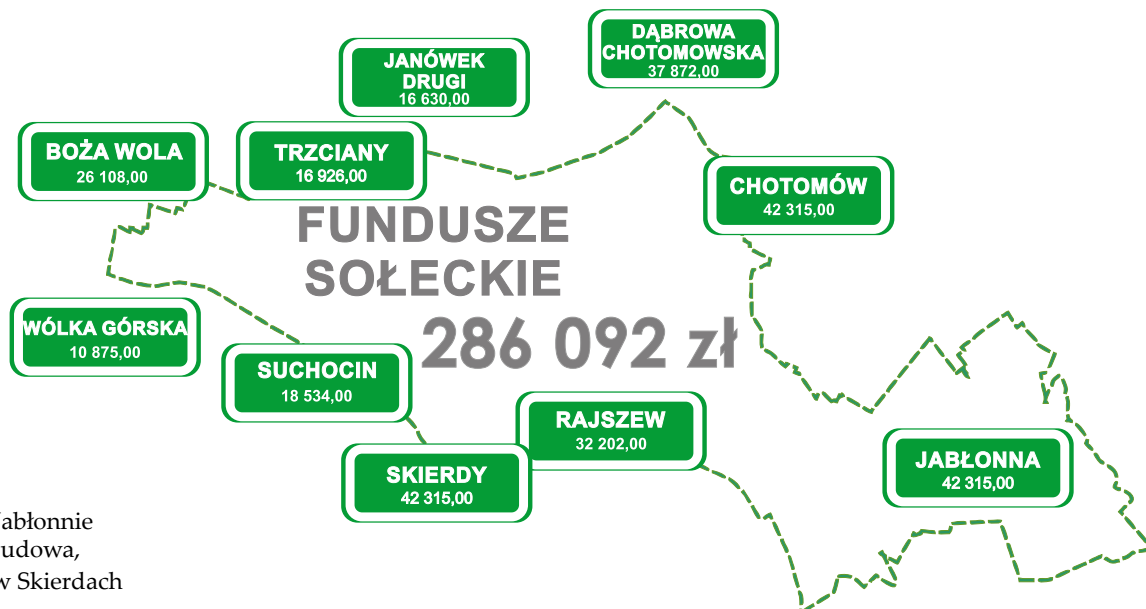 DĄBROWA
CHOTOMOWSKA
37 872,00
JANÓWEK
DRUGI
16 630,00
BOŻA WOLA
26 108,00
TRZCIANY
16 926,00
CHOTOMÓW
42 315,00
FUNDUSZE
SOŁECKIE
286 092 zł
WÓLKA GÓRSKA
10 875,00
SUCHOCIN
18 534,00
RAJSZEW
32 202,00
SKIERDY
42 315,00
JABŁONNA
42 315,00
Jabłonnie
udowa,
w Skierdach